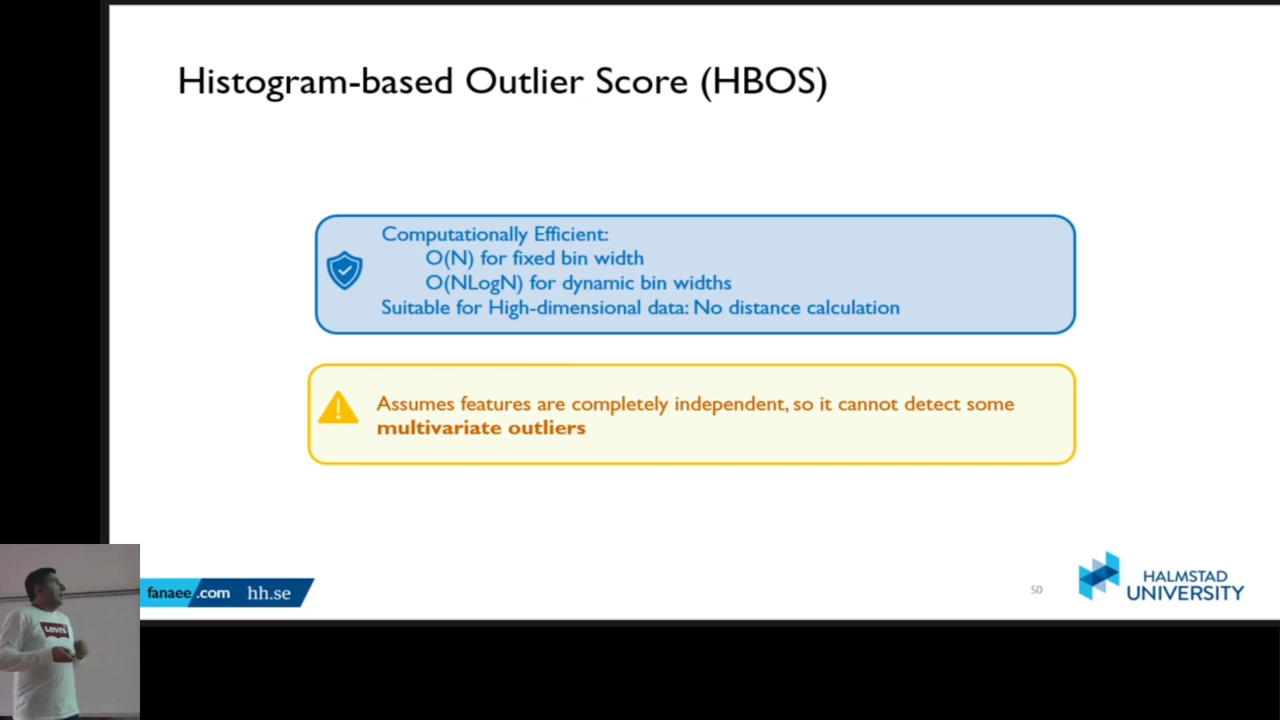 Histogram-based Outlier Score (HBOS)
Computationally Efficient:
O(N) for fixed bin width
O(NLogN) for dynamic bin widths
Suitable for High-dimensional data: No distance calculation
Assumes features are completely independent, so it cannot detect some
multivariate outliers
fanaee.com hh.se
50
HALMSTAD
UNIVERSITY
Levi's